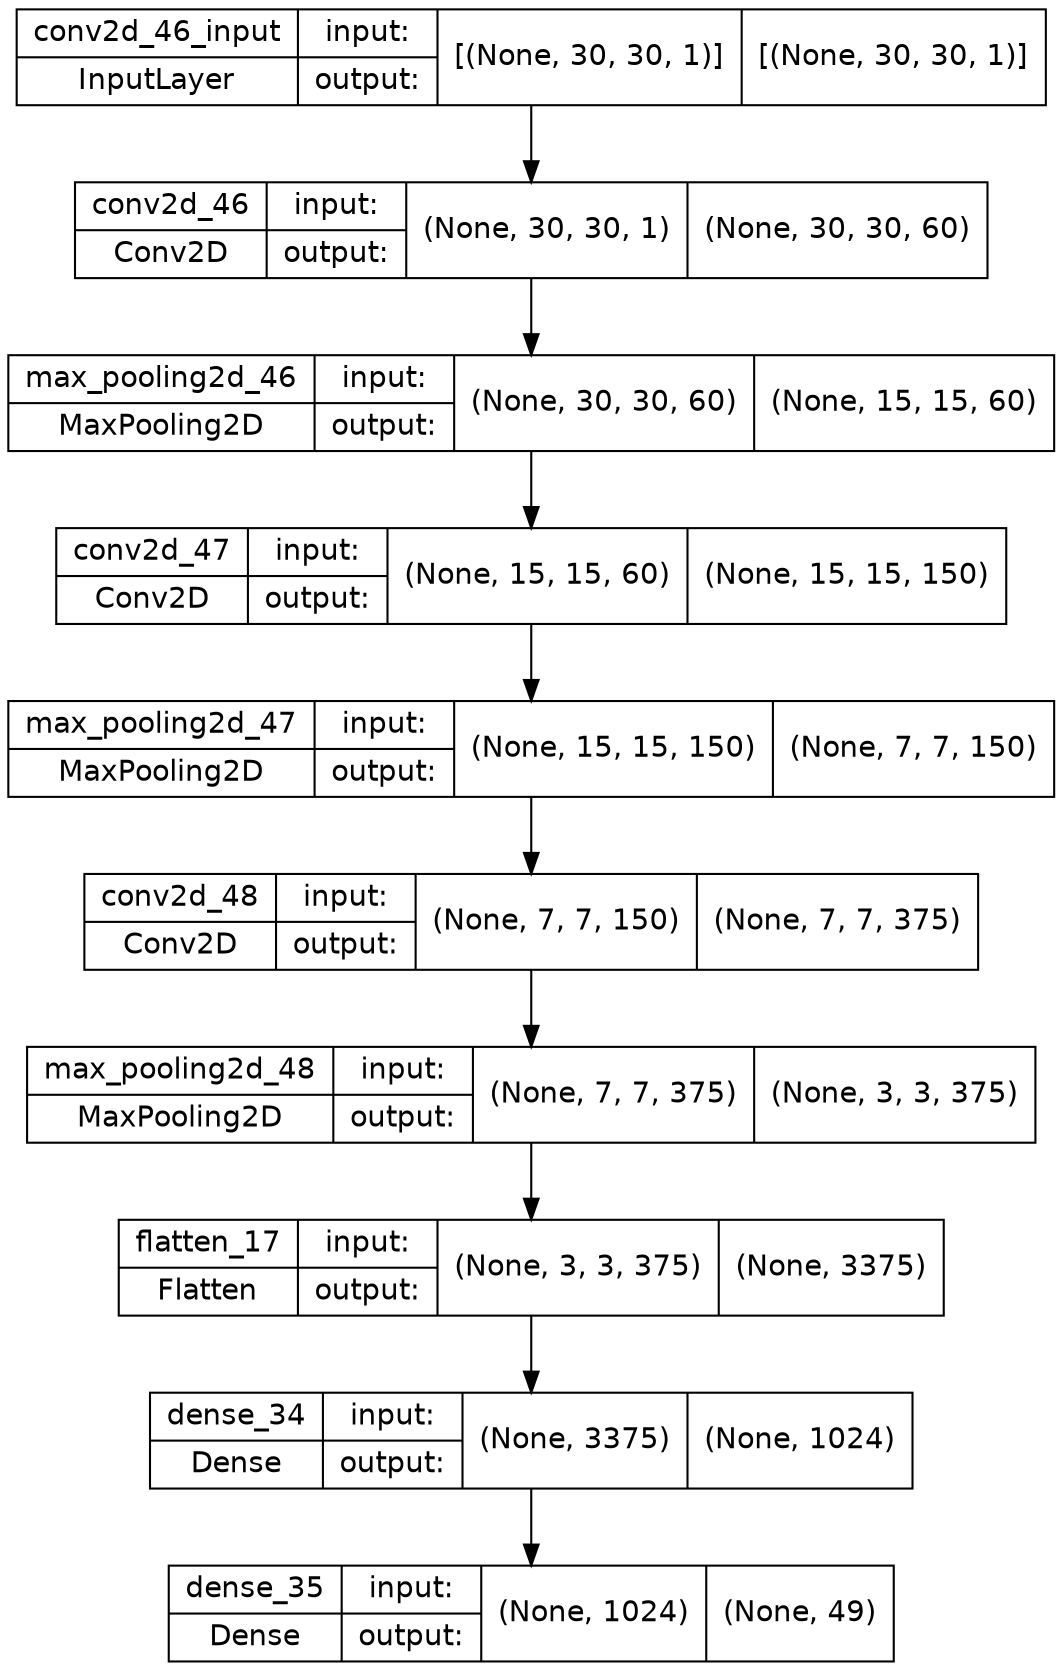 conv2d_46_input input: [(None, 30, 30, 1)] [(None, 30, 30, 1)]
InputLayer output:
conv2d_46 input: (None, 30, 30, 1) (None, 30, 30, 60)
Conv2D output:
max_pooling2d_46 input: (None, 30, 30, 60) (None, 15, 15, 60)
MaxPooling2D output:
conv2d_47 input: (None, 15, 15, 60) (None, 15, 15, 150)
Conv2D output:
max_pooling2d_47 input: (None, 15, 15, 150) (None, 7, 7, 150)
MaxPooling2D output:
conv2d_48 input: (None, 7, 7, 150) (None, 7, 7, 375)
Conv2D output:
max_pooling2d_48 input: (None, 7, 7, 375) (None, 3, 3, 375)
MaxPooling2D output:
flatten_17 input: (None, 3, 3, 375) (None, 3375)
Flatten output:
dense_34 input: (None, 3375) (None, 1024)
Dense output:
dense_35 input: (None, 1024) (None, 49)
Dense output: